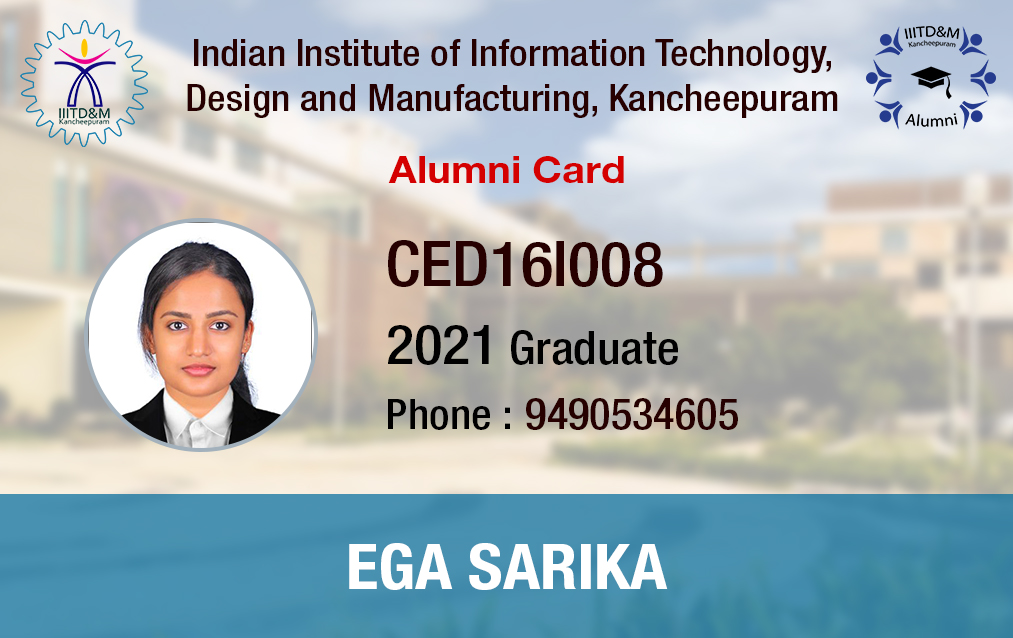 IIITD&M
Kancheepuram
Indian Institute of Information Technology,
Design and Manufacturing, Kancheepuram
IIITD&M
Kancheepuram
Alumni
Alumni Card
CED16I008
2021 Graduate
Phone : 9490534605
EGA SARIKA